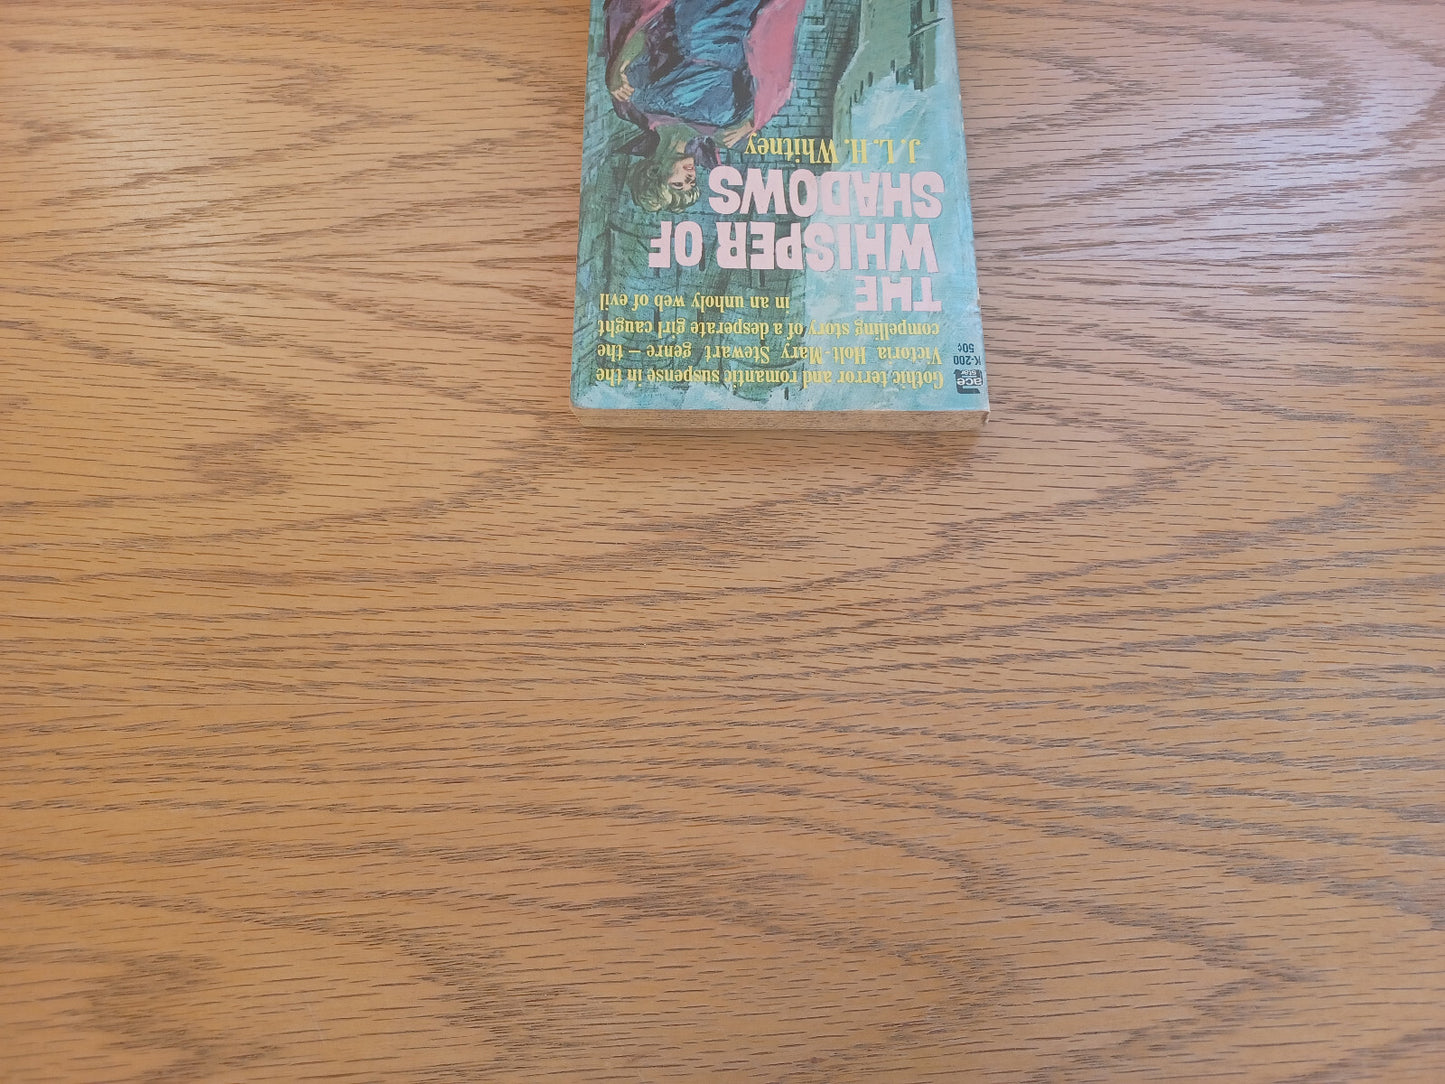 ace
star
K-200
50¢
Gothic terror and romantic suspense in the
Victoria Holt-Mary Stewart genre – the
compelling story of a desperate girl caught
in an unholy web of evil
THE
WHISPER OF
SHADOWS
J. L. H. Whitney